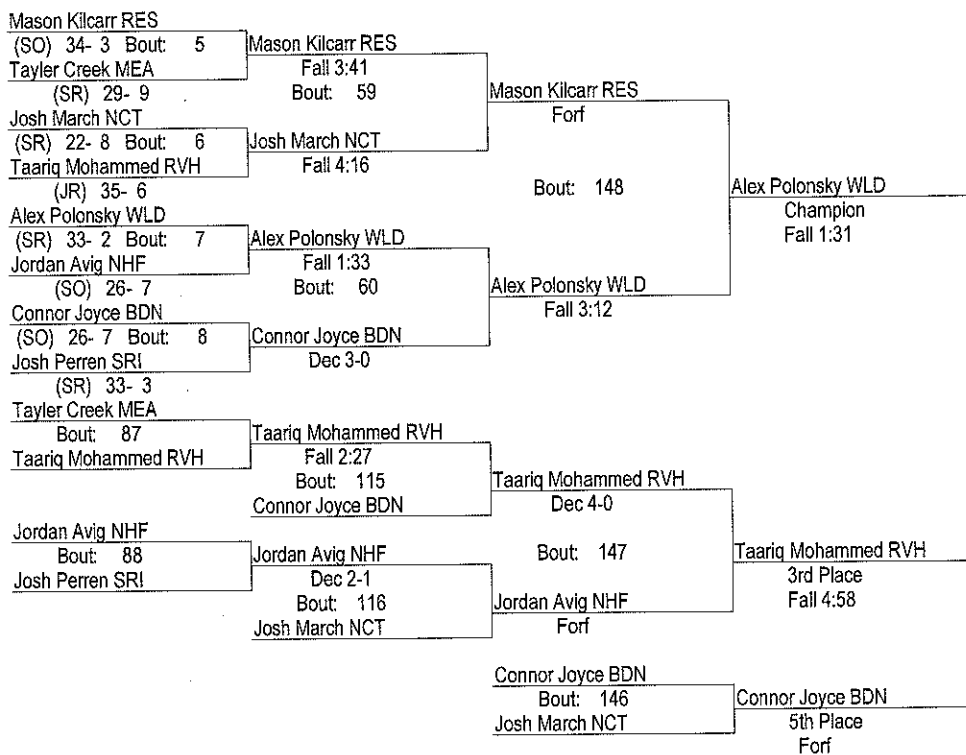 Mason Kilcarr RES
(SO) 34- 3 Bout: 5
Tayler Creek MEA
(SR) 29- 9
Josh March NCT
(SR) 22- 8 Bout: 6
Taariq Mohammed RVH
(JR) 35- 6
Alex Polonsky WLD
(SR) 33- 2 Bout: 7
Jordan Avig NHF
(SO) 26- 7
Connor Joyce BDN
(SO) 26- 7 Bout: 8
Josh Perren SRI
(SR) 33- 3
Mason Kilcarr RES
Fall 3:41
Bout: 59
Josh March NCT
Fall 4:16
Alex Polonsky WLD
Fall 1:33
Bout: 60
Connor Joyce BDN
Dec 3-0
Mason Kilcarr RES
Forf
Bout: 148
Alex Polonsky WLD
Fall 3:12
Alex Polonsky WLD
Champion
Fall 1:31
Tayler Creek MEA
Bout: 87
Taariq Mohammed RVH
Jordan Avig NHF
Bout: 88
Josh Perren SRI
Taariq Mohammed RVH
Fall 2:27
Bout: 115
Connor Joyce BDN
Jordan Avig NHF
Dec 2-1
Bout: 116
Josh March NCT
Taariq Mohammed RVH
Dec 4-0
Bout: 147
Jordan Avig NHF
Forf
Taariq Mohammed RVH
3rd Place
Fall 4:58
Connor Joyce BDN
Bout: 146
Josh March NCT
Connor Joyce BDN
5th Place
Forf